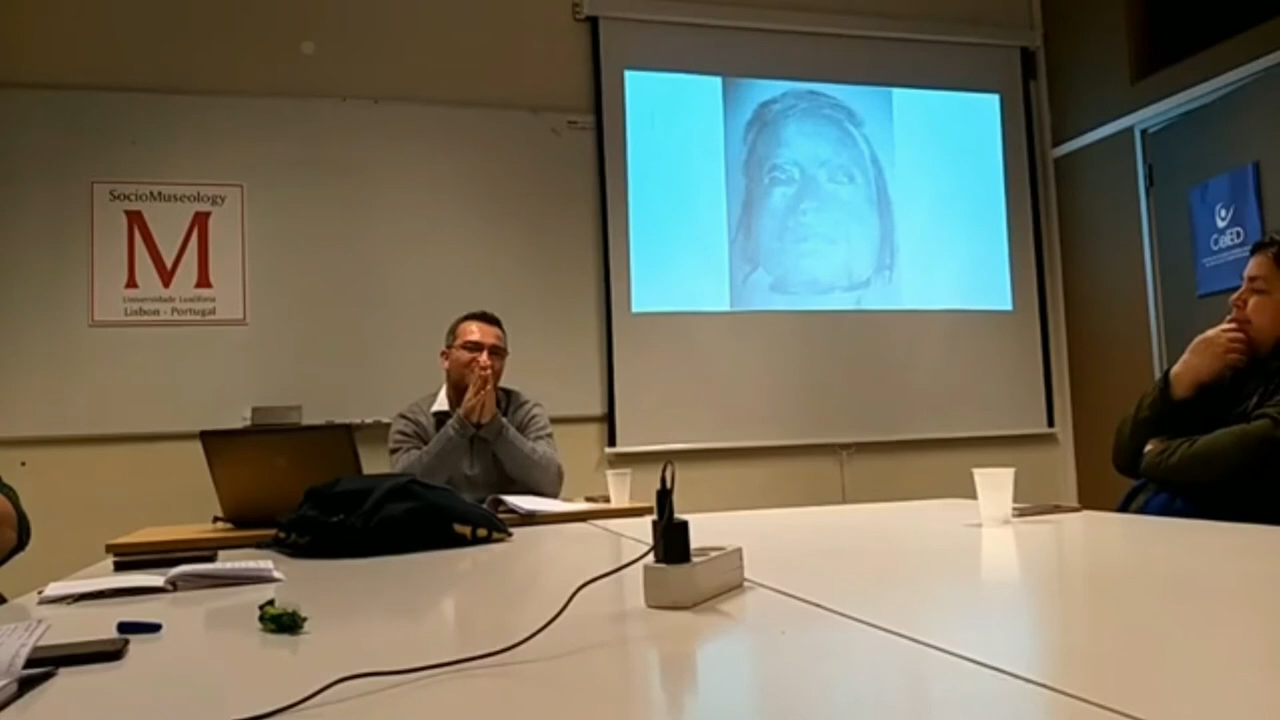 SocioMuseology
M
Universidade Lusófona
Lisbon - Portugal
CeiED